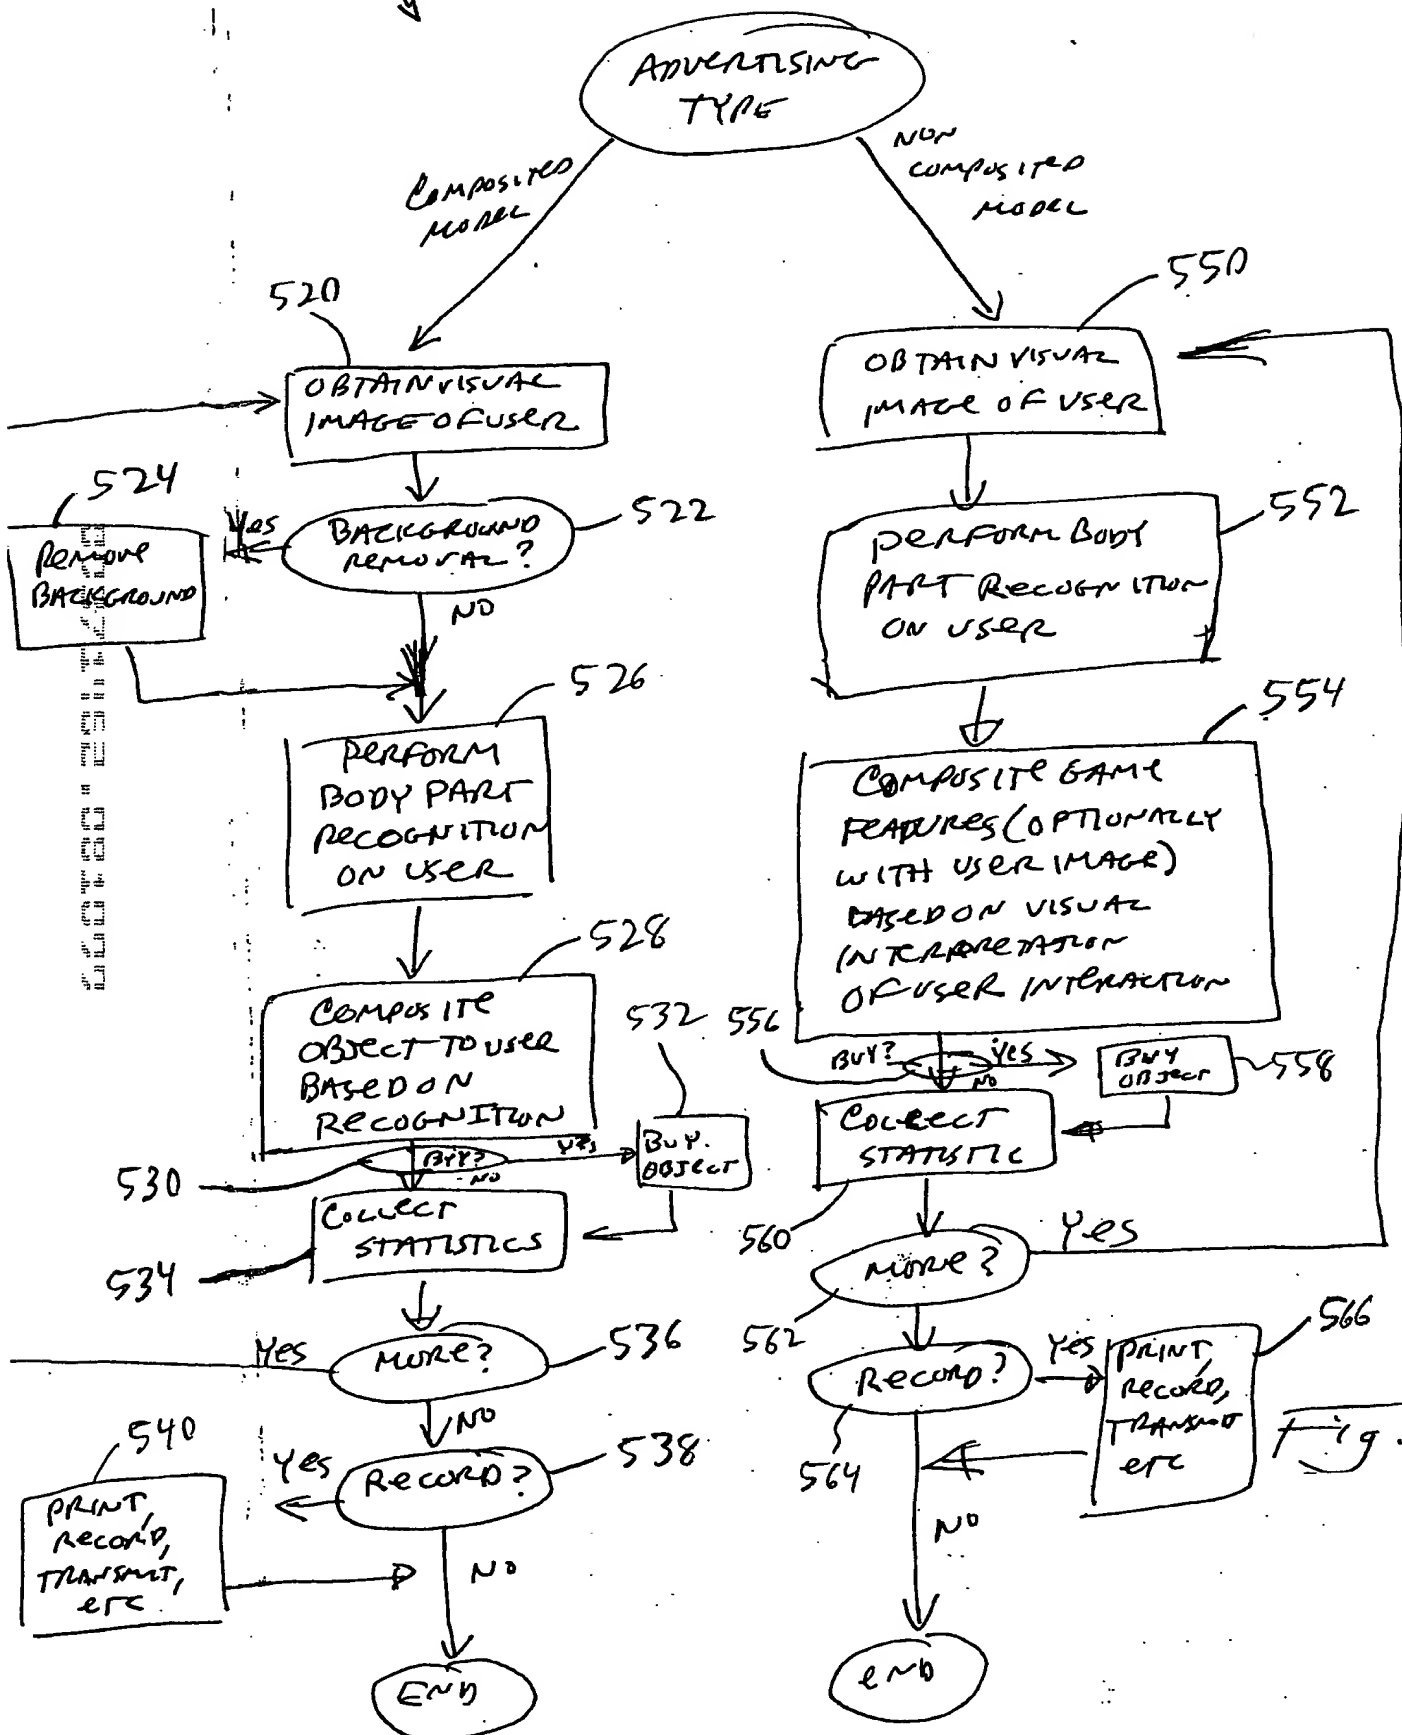 ADVERTISING
TYPE
COMPOSITED
MODEL
NON
COMPOSITED
MODEL
520
OBTAIN VISUAL
IMAGE OF USER
524
REMOVE
BACKGROUND
Yes
BACKGROUND
REMOVAL?
522
NO
526
PERFORM
BODY PART
RECOGNITION
ON USER
528
COMPOSITE
OBJECT TO USER
BASED ON
RECOGNITION
530
BUY?
YES
NO
532
BUY.
OBJECT
COLLECT
STATISTICS
534
Yes
MORE?
536
NO
540
PRINT,
RECORD,
TRANSMIT,
etc
Yes
RECORD?
538
NO
END
550
OBTAIN VISUAL
IMAGE OF USER
552
PERFORM BODY
PART RECOGNITION
ON USER
554
COMPOSITE GAME
FEATURES (OPTIONALLY
WITH USER IMAGE)
BASED ON VISUAL
INTERPRETATION
OF USER INTERACTION
556
BUY?
YES
NO
BUY
OBJECT
558
COLLECT
STATISTIC
560
MORE?
Yes
562
RECORD?
Yes
564
PRINT,
RECORD,
TRANSMIT
etc
566
NO
END
Fig.